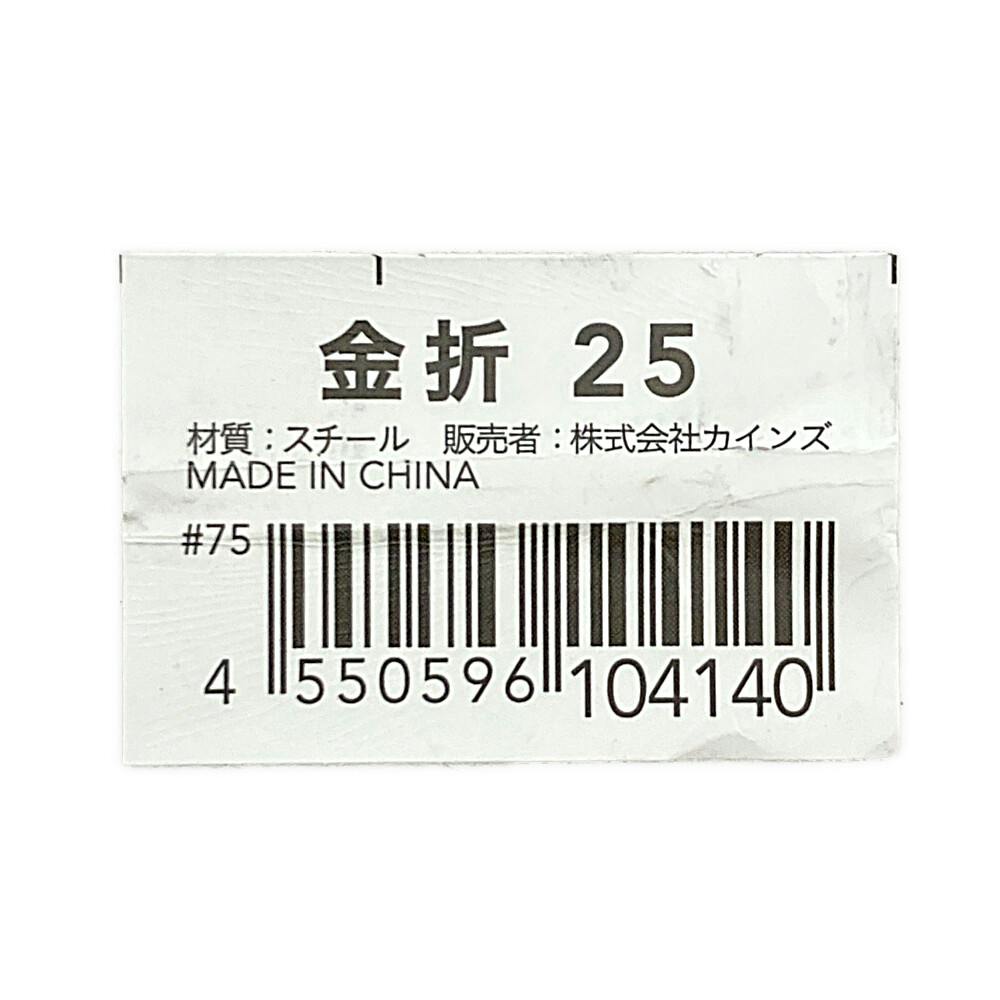 金折 25
材質：スチール　販売者：株式会社カインズ
MADE IN CHINA
#75
4 550596 104140